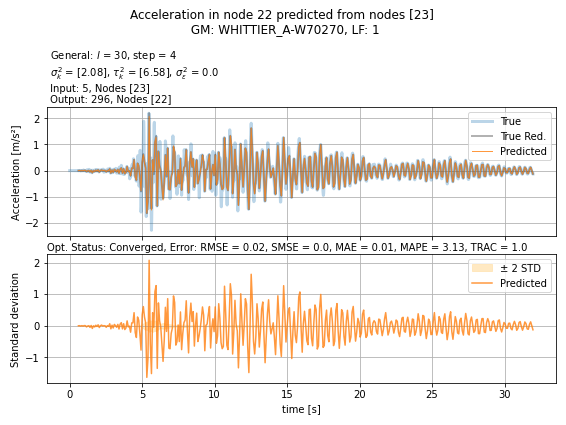 Acceleration in node 22 predicted from nodes [23]
GM: WHITTIER_A-W70270, LF: 1
General: l = 30, step = 4
σ²ₖ = [2.08], τ²ₖ = [6.58], σ²ε = 0.0
Input: 5, Nodes [23]
Output: 296, Nodes [22]
Acceleration [m/s²]
2
1
0
−1
−2
True
True Red.
Predicted
Opt. Status: Converged, Error: RMSE = 0.02, SMSE = 0.0, MAE = 0.01, MAPE = 3.13, TRAC = 1.0
Standard deviation
2
1
0
−1
± 2 STD
Predicted
0 5 10 15 20 25 30
time [s]